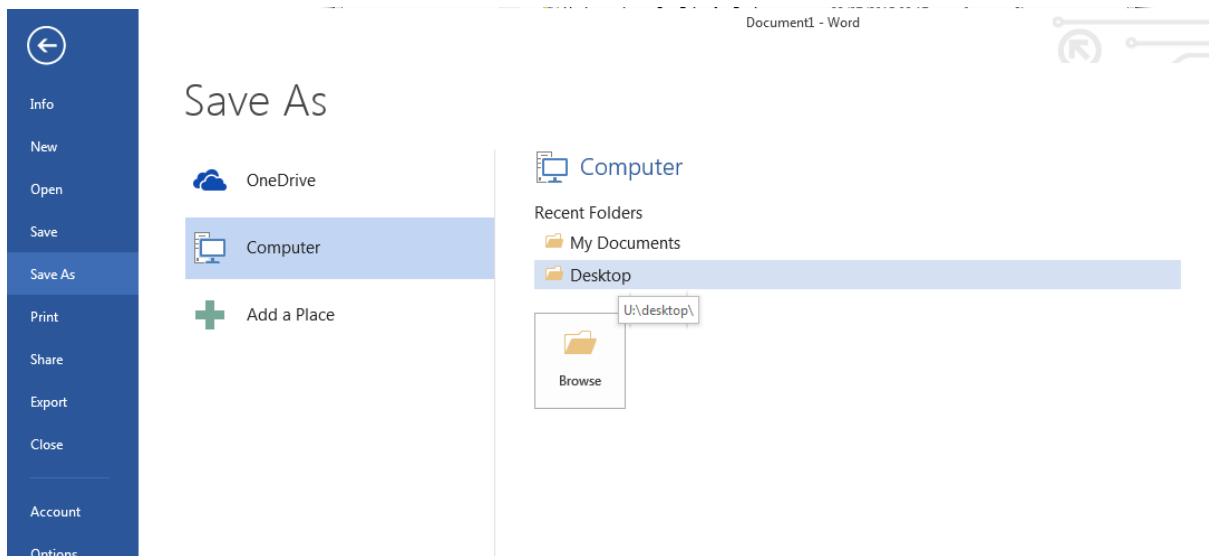 Document1 - Word
Info
New
Open
Save
Save As
Print
Share
Export
Close
Account
Options
Save As
OneDrive
Computer
Add a Place
Computer
Recent Folders
My Documents
Desktop
U:\desktop\
Browse